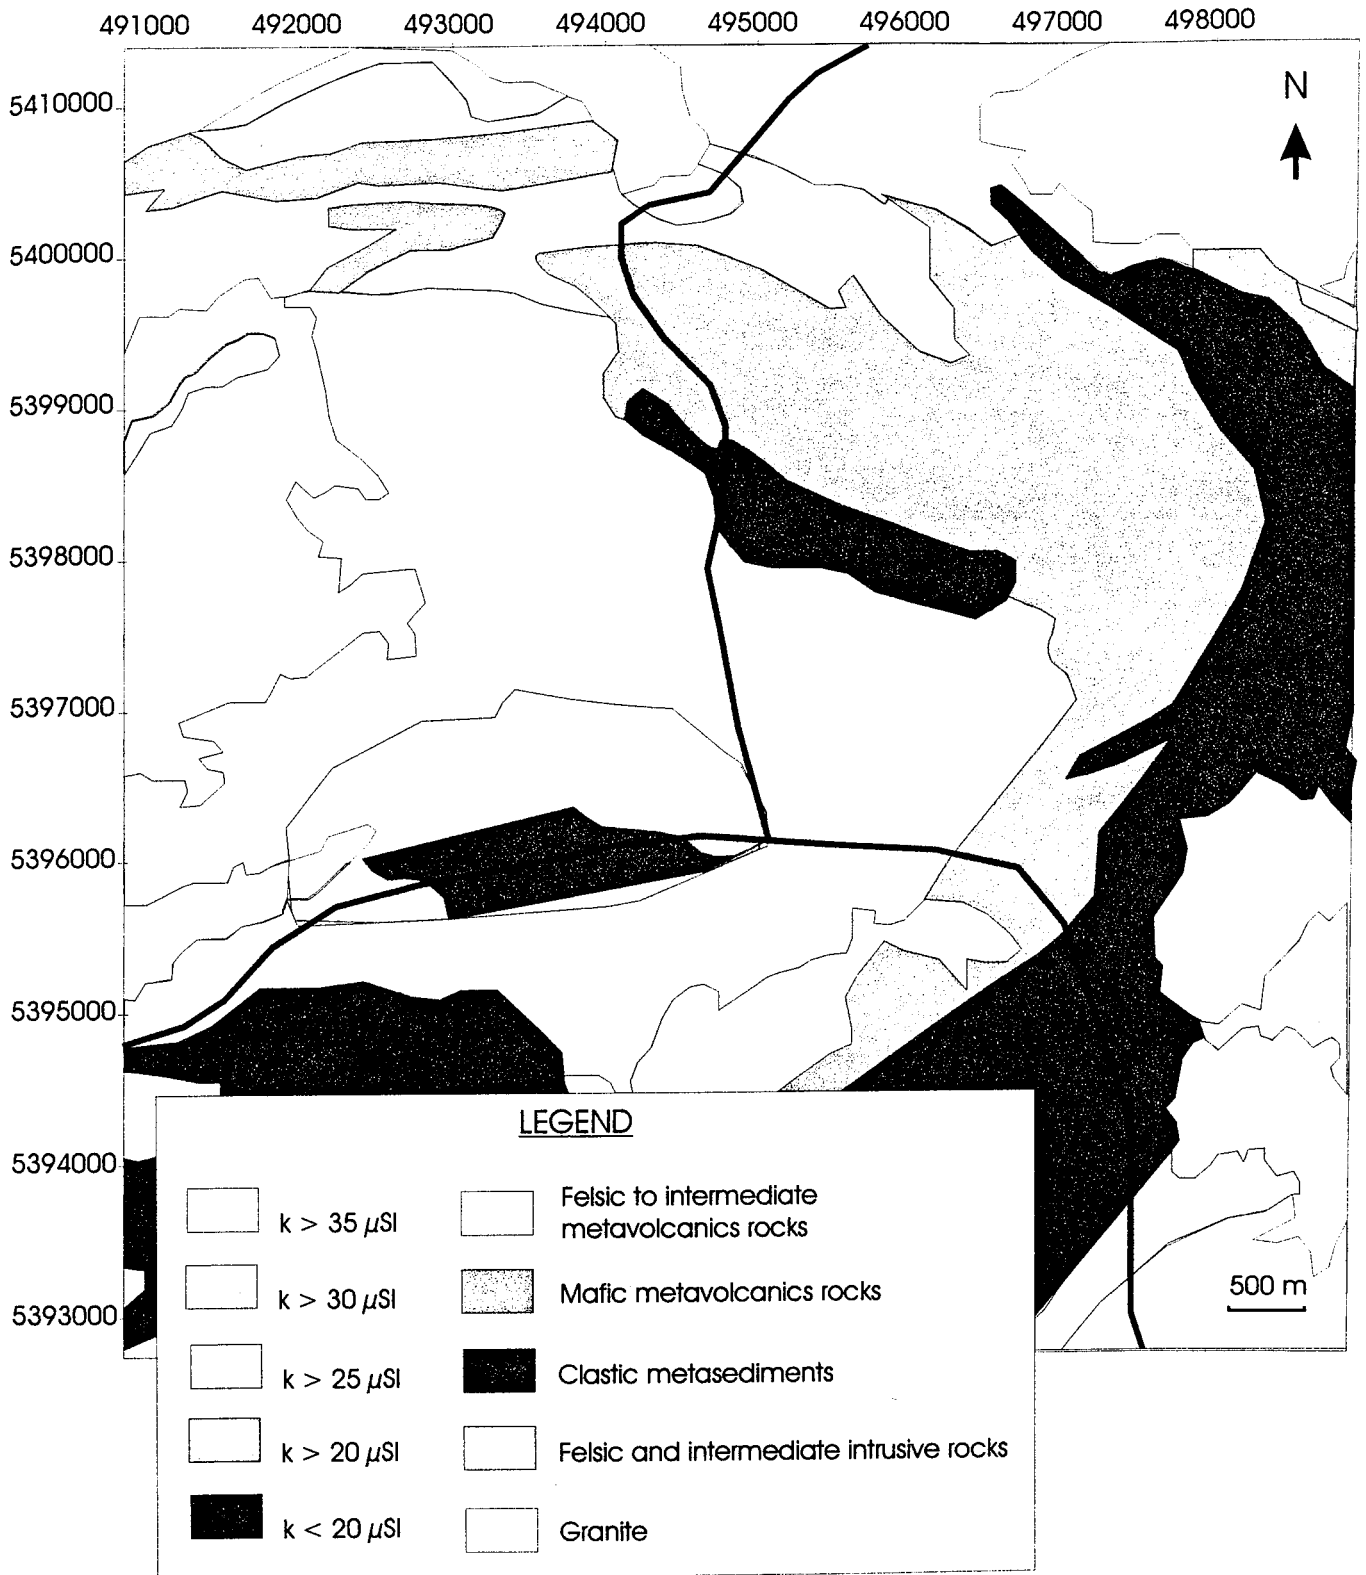 491000 492000 493000 494000 495000 496000 497000 498000
5410000
N
5400000
5399000
5398000
5397000
5396000
5395000
5394000
5393000
500 m
LEGEND
k > 35 µSI
Felsic to intermediate
metavolcanics rocks
k > 30 µSI
Mafic metavolcanics rocks
k > 25 µSI
Clastic metasediments
k > 20 µSI
Felsic and intermediate intrusive rocks
k < 20 µSI
Granite